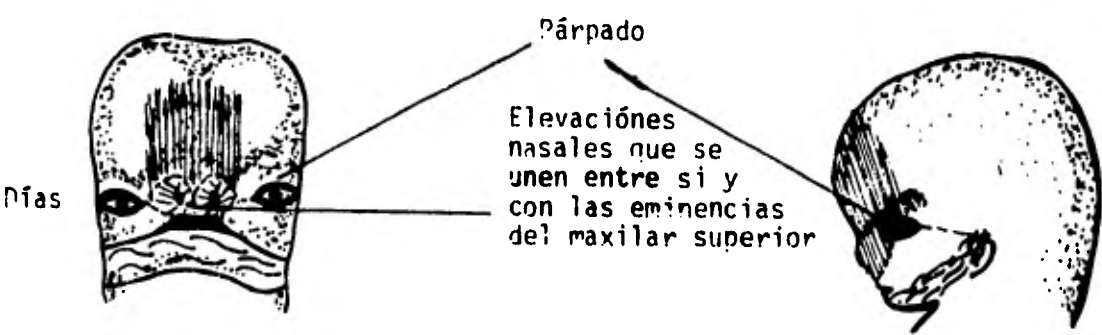 Párpado
Elevaciónes
nasales que se
unen entre si y
con las eminencias
del maxilar superior
Días